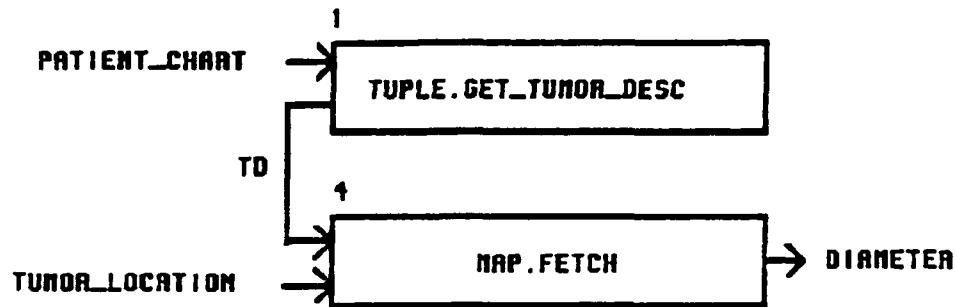 1
PATIENT_CHART
TUPLE.GET_TUMOR_DESC
TD
4
MAP.FETCH
DIAMETER
TUMOR_LOCATION